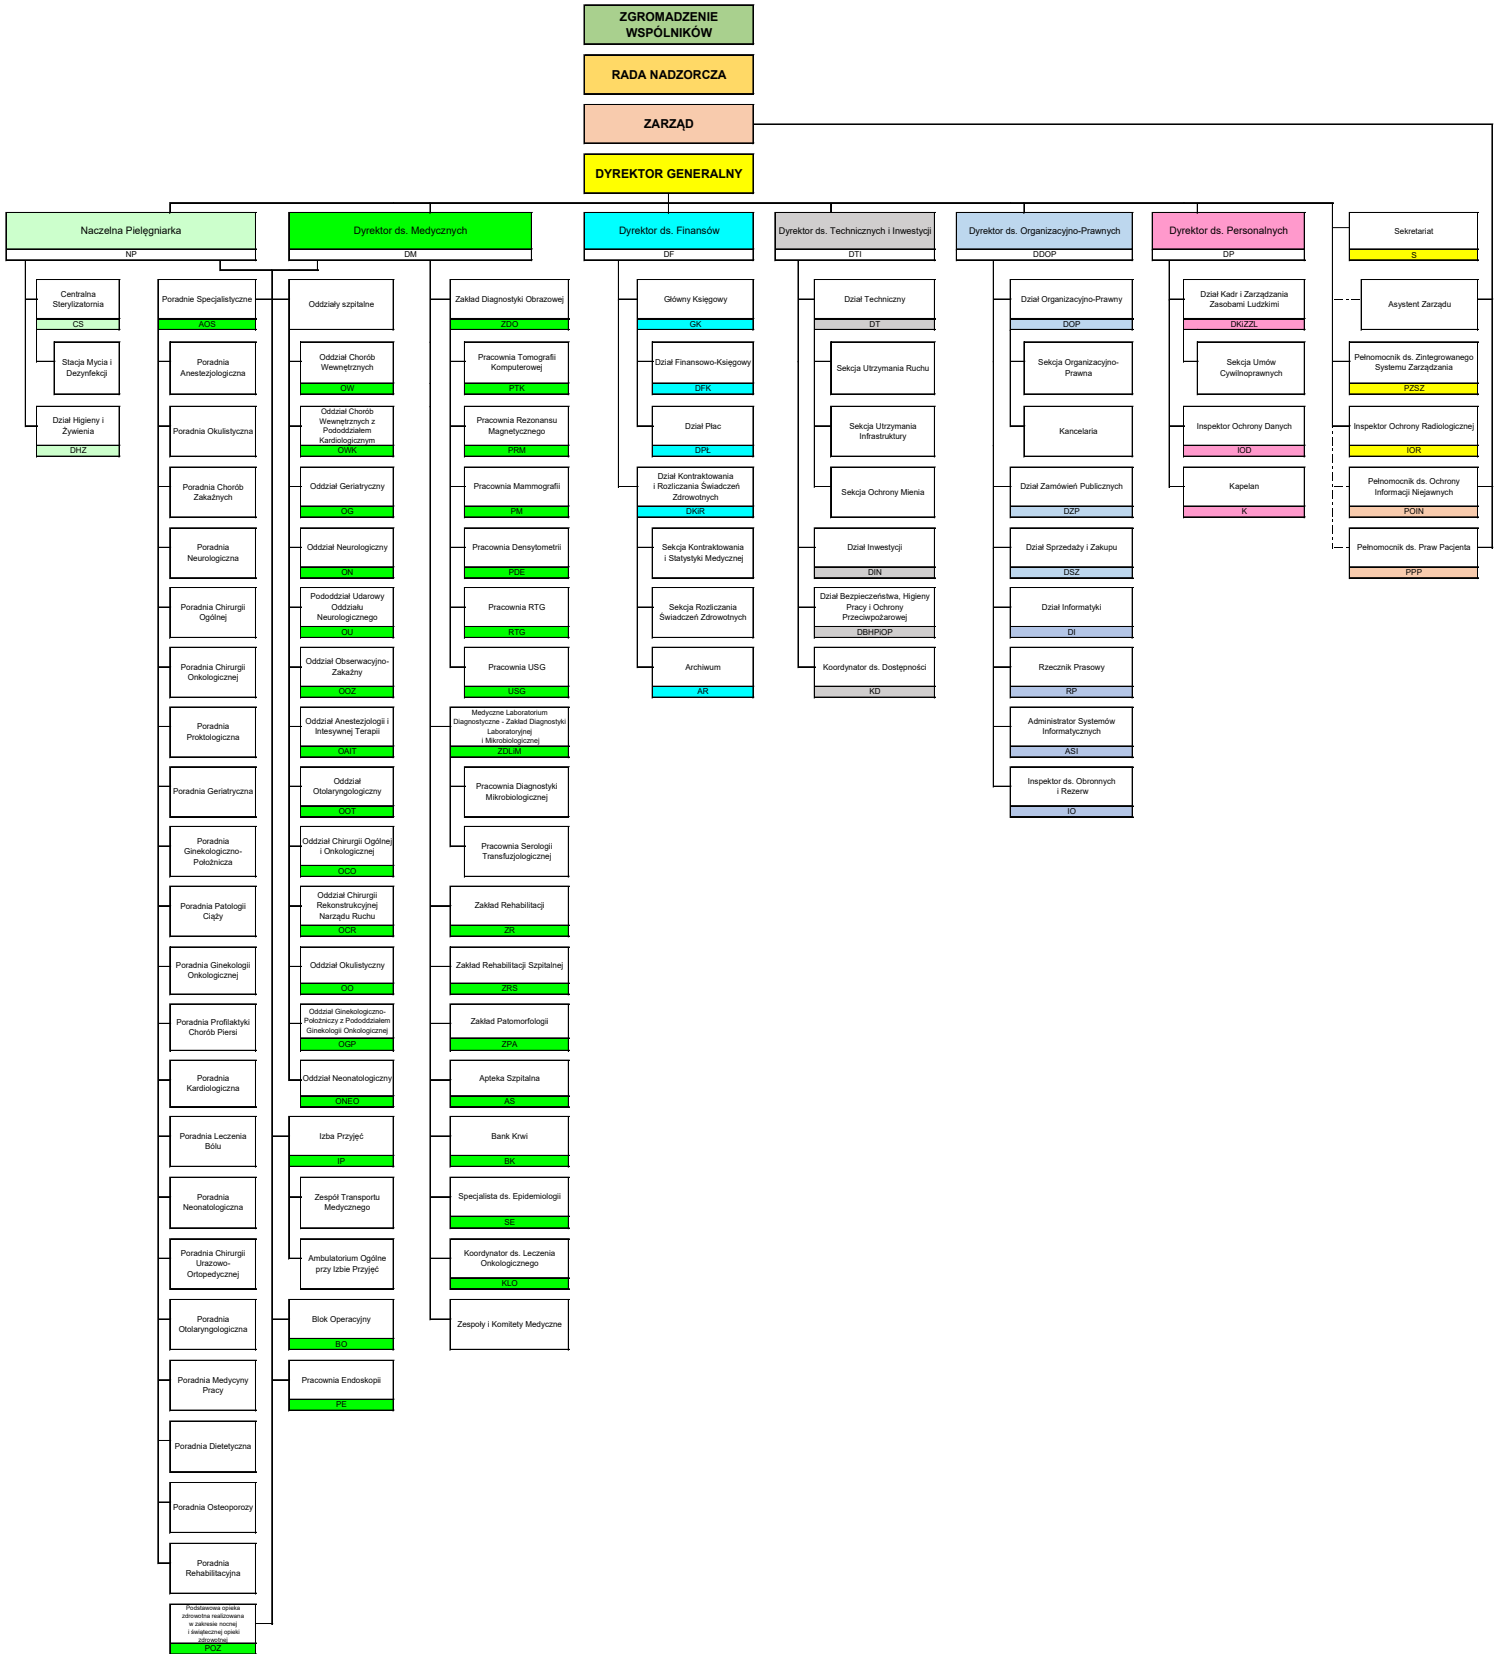 ZGROMADZENIE
WSPÓLNIKÓW
RADA NADZORCZA
ZARZĄD
DYREKTOR GENERALNY
Naczelna Pielęgniarka
NP
Centralna
Sterylizatornia
CS
Stacja Mycia i
Dezynfekcji
Dział Higieny i
Żywienia
DHZ
Poradnie Specjalistyczne
AOS
Poradnia
Anestezjologiczna
Poradnia Okulistyczna
Poradnia Chorób
Zakaźnych
Poradnia
Neurologiczna
Poradnia Chirurgii
Ogólnej
Poradnia Chirurgii
Onkologicznej
Poradnia
Proktologiczna
Poradnia Geriatryczna
Poradnia
Ginekologiczno-
Położnicza
Poradnia Patologii
Ciąży
Poradnia Ginekologii
Onkologicznej
Poradnia Profilaktyki
Chorób Piersi
Poradnia
Kardiologiczna
Poradnia Leczenia
Bólu
Poradnia
Neonatologiczna
Poradnia Chirurgii
Urazowo-
Ortopedycznej
Poradnia
Otolaryngologiczna
Poradnia Medycyny
Pracy
Poradnia Dietetyczna
Poradnia Osteoporozy
Poradnia
Rehabilitacyjna
Podstawowa opieka
zdrowotna realizowana
w zakresie nocnej
i świątecznej opieki
zdrowotnej
POZ
Dyrektor ds. Medycznych
DM
Oddziały szpitalne
Oddział Chorób
Wewnętrznych
OW
Oddział Chorób
Wewnętrznych z
Pododdziałem
Kardiologicznym
OWK
Oddział Geriatryczny
OG
Oddział Neurologiczny
ON
Pododdział Udarowy
Oddziału
Neurologicznego
OU
Oddział Obserwacyjno-
Zakaźny
OOZ
Oddział Anestezjologii i
Intesywnej Terapii
OAIT
Oddział
Otolaryngologiczny
OOT
Oddział Chirurgii Ogólnej
i Onkologicznej
OCO
Oddział Chirurgii
Rekonstrukcyjnej
Narządu Ruchu
OCR
Oddział Okulistyczny
OO
Oddział Ginekologiczno-
Położniczy z Pododdziałem
Ginekologii Onkologicznej
OGP
Oddział Neonatologiczny
ONEO
Izba Przyjęć
IP
Zespół Transportu
Medycznego
Ambulatorium Ogólne
przy Izbie Przyjęć
Blok Operacyjny
BO
Pracownia Endoskopii
PE
Zakład Diagnostyki Obrazowej
ZDO
Pracownia Tomografii
Komputerowej
PTK
Pracownia Rezonansu
Magnetycznego
PRM
Pracownia Mammografii
PM
Pracownia Densytometrii
PDE
Pracownia RTG
RTG
Pracownia USG
USG
Medyczne Laboratorium
Diagnostyczne - Zakład Diagnostyki
Laboratoryjnej
i Mikrobiologicznej
ZDLIM
Pracownia Diagnostyki
Mikrobiologicznej
Pracownia Serologii
Transfuzjologicznej
Zakład Rehabilitacji
ZR
Zakład Rehabilitacji Szpitalnej
ZRS
Zakład Patomorfologii
ZPA
Apteka Szpitalna
AS
Bank Krwi
BK
Specjalista ds. Epidemiologii
SE
Koordynator ds. Leczenia
Onkologicznego
KLO
Zespoły i Komitety Medyczne
Dyrektor ds. Finansów
DF
Główny Księgowy
GK
Dział Finansowo-Księgowy
DFK
Dział Płac
DPŁ
Dział Kontraktowania
i Rozliczania Świadczeń
Zdrowotnych
DKiR
Sekcja Kontraktowania
i Statystyki Medycznej
Sekcja Rozliczania
Świadczeń Zdrowotnych
Archiwum
AR
Dyrektor ds. Technicznych i Inwestycji
DTI
Dział Techniczny
DT
Sekcja Utrzymania Ruchu
Sekcja Utrzymania
Infrastruktury
Sekcja Ochrony Mienia
Dział Inwestycji
DIN
Dział Bezpieczeństwa, Higieny
Pracy i Ochrony
Przeciwpożarowej
DBHPiOP
Koordynator ds. Dostępności
KD
Dyrektor ds. Organizacyjno-Prawnych
DDOP
Dział Organizacyjno-Prawny
DOP
Sekcja Organizacyjno-
Prawna
Kancelaria
Dział Zamówień Publicznych
DZP
Dział Sprzedaży i Zakupu
DSZ
Dział Informatyki
DI
Rzecznik Prasowy
RP
Administrator Systemów
Informatycznych
ASI
Inspektor ds. Obronnych
i Rezerw
IO
Dyrektor ds. Personalnych
DP
Dział Kadr i Zarządzania
Zasobami Ludzkimi
DKiZZL
Sekcja Umów
Cywilnoprawnych
Inspektor Ochrony Danych
IOD
Kapelan
K
Sekretariat
S
Asystent Zarządu
Pełnomocnik ds. Zintegrowanego
Systemu Zarządzania
PZSZ
Inspektor Ochrony Radiologicznej
IOR
Pełnomocnik ds. Ochrony
Informacji Niejawnych
POIN
Pełnomocnik ds. Praw Pacjenta
PPP